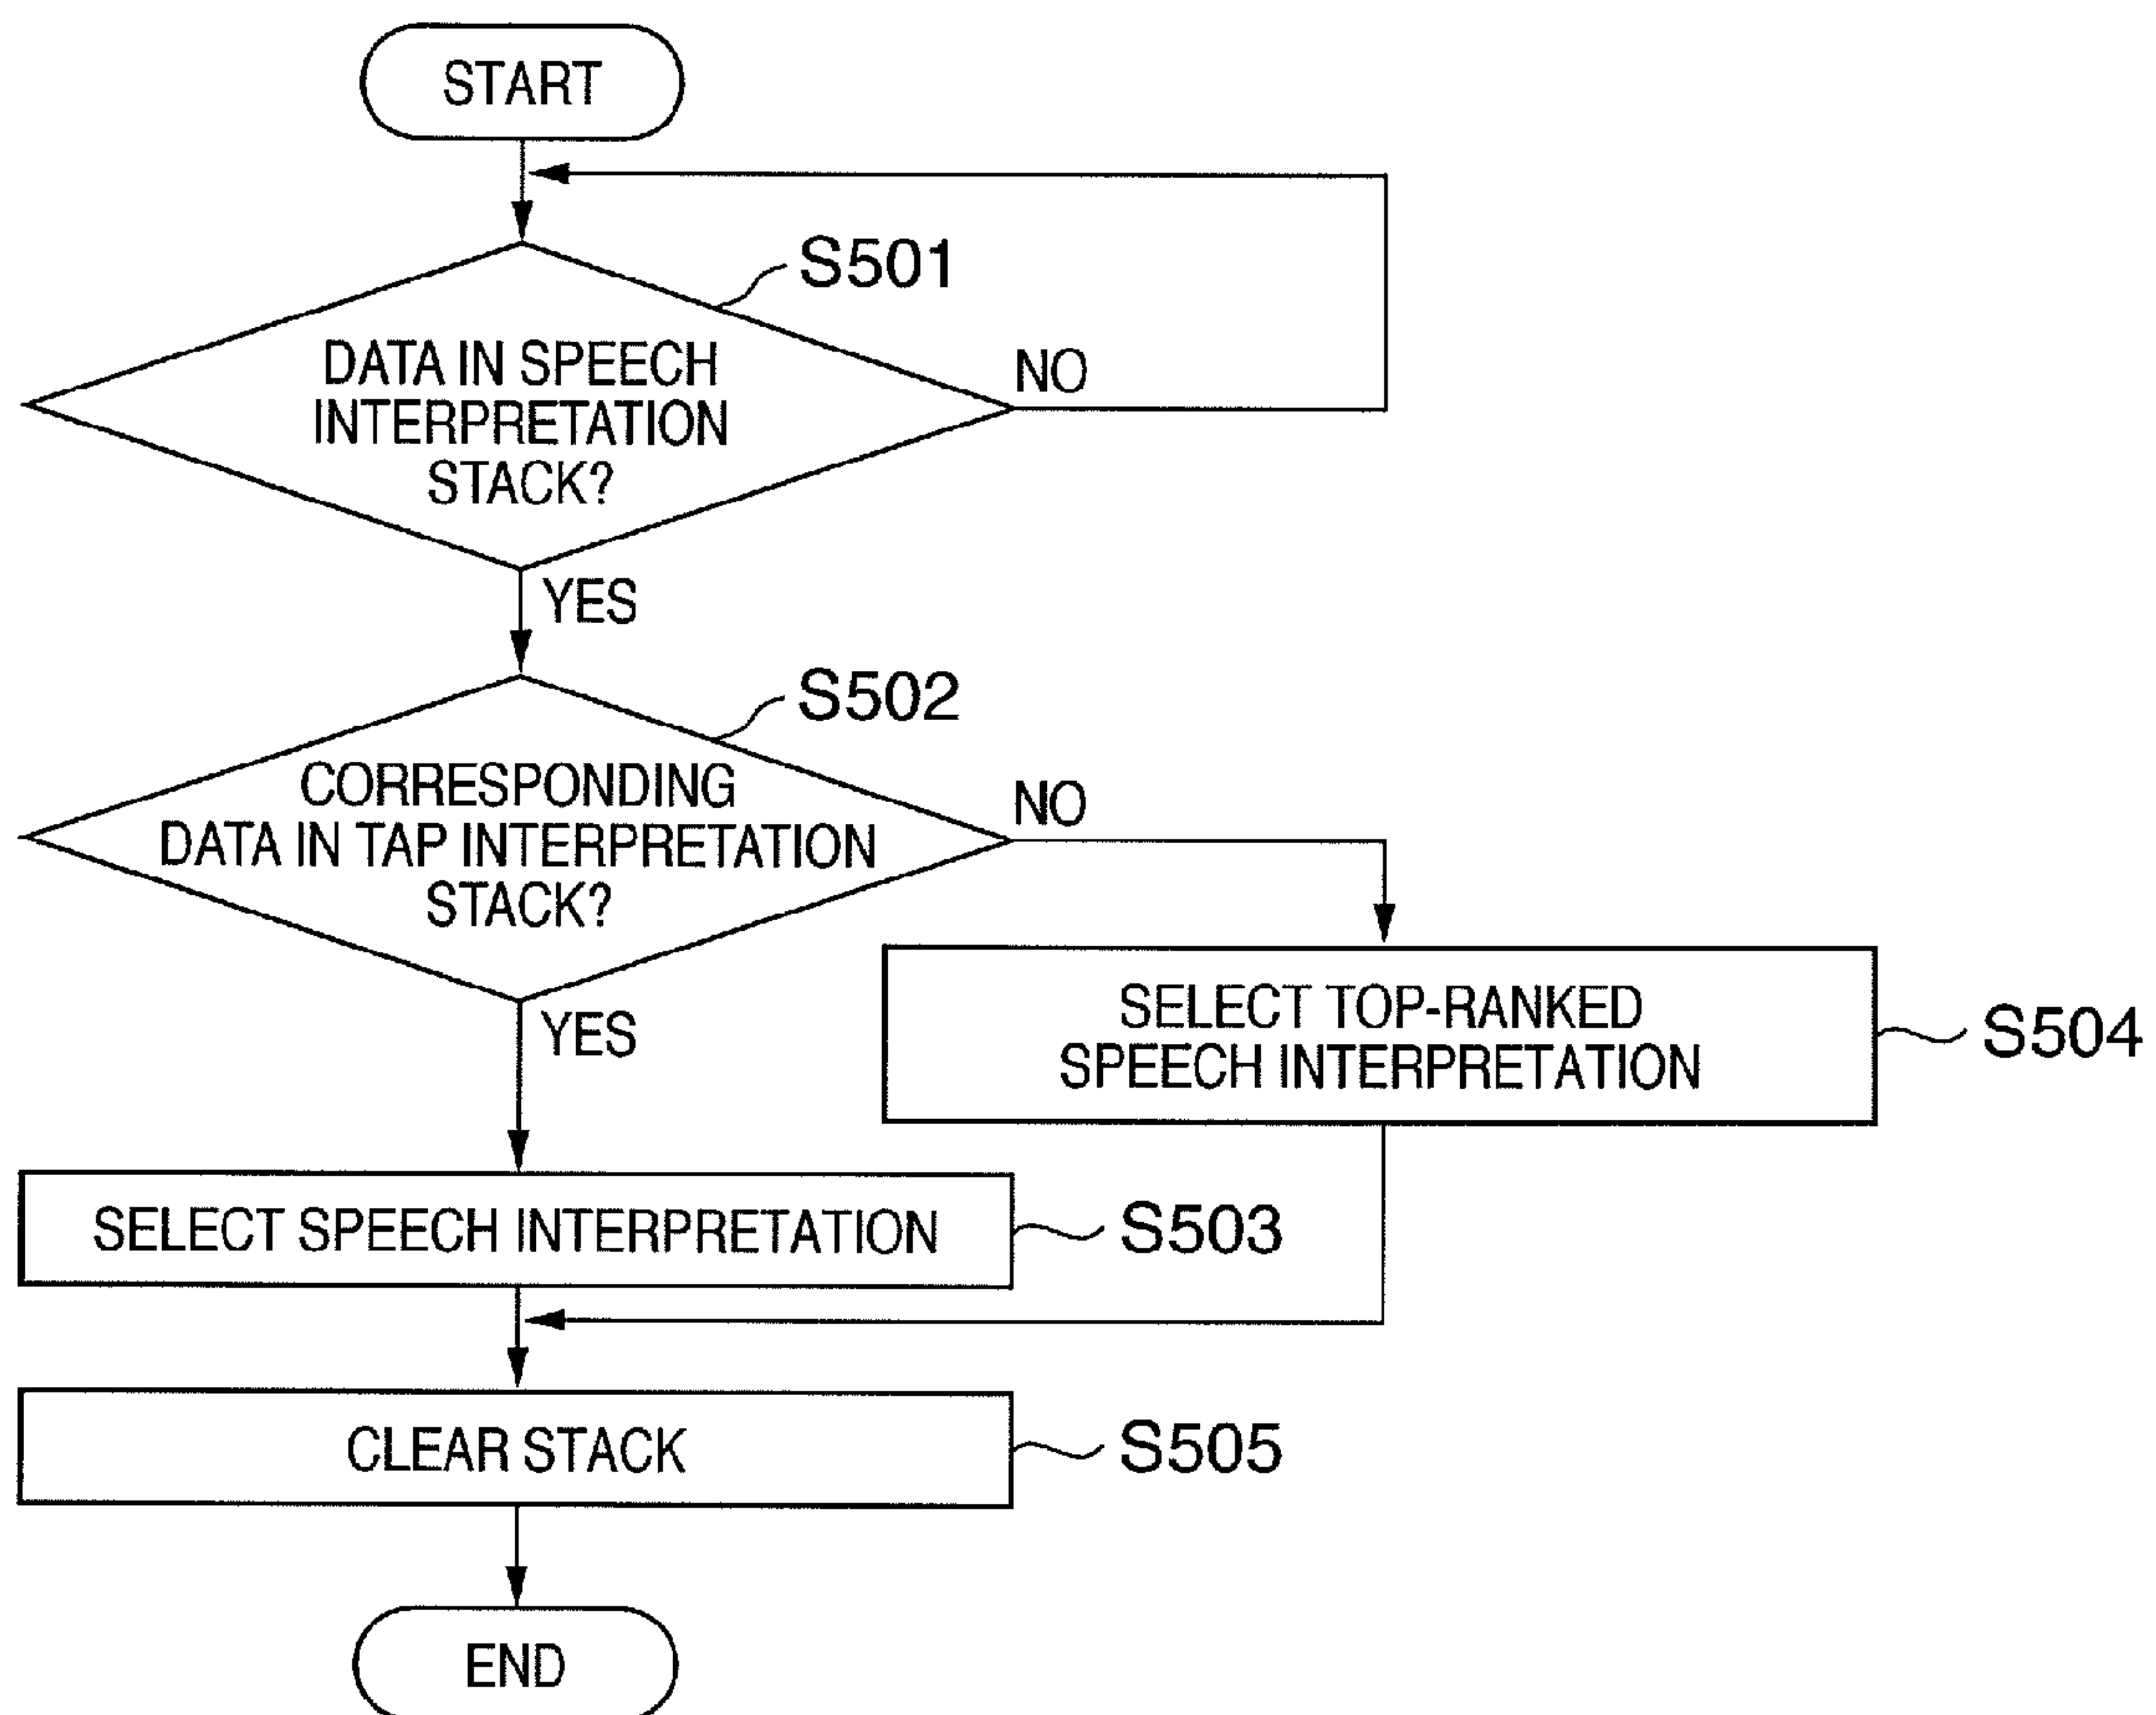 START
S501
DATA IN SPEECH
INTERPRETATION
STACK?
NO
YES
S502
CORRESPONDING
DATA IN TAP INTERPRETATION
STACK?
NO
YES
SELECT TOP-RANKED
SPEECH INTERPRETATION
S504
SELECT SPEECH INTERPRETATION
S503
CLEAR STACK
S505
END